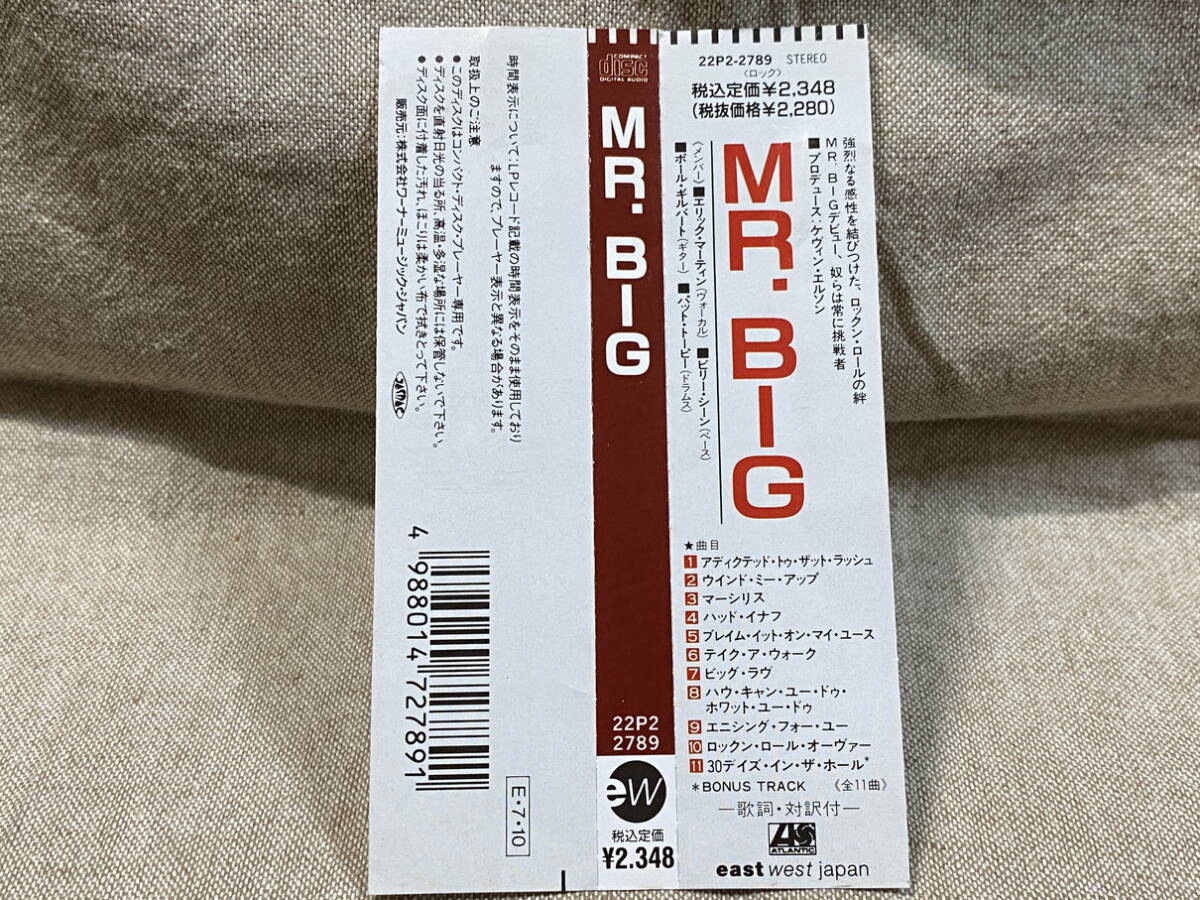 22P2-2789 STEREO
〈ロック〉
税込定価¥2,348
(税抜価格¥2,280)
強烈なる感性を結びつけた、ロックン・ロールの絆
MR. BIGデビュー、奴らは常に挑戦者
■プロデュース:ケヴィン・エルソン
MR. BIG
〈メンバー〉■エリック・マーティン(ヴォーカル) ■ビリー・シーン(ベース)
■ポール・ギルバート(ギター) ■パット・トーピー(ドラムス)
★曲目
1 アディクテッド・トゥ・ザット・ラッシュ
2 ウインド・ミー・アップ
3 マーシリス
4 ハッド・イナフ
5 ブレイム・イット・オン・マイ・ユース
6 テイク・ア・ウォーク
7 ビッグ・ラヴ
8 ハウ・キャン・ユー・ドゥ・
ホワット・ユー・ドゥ
9 エニシング・フォー・ユー
10 ロックン・ロール・オーヴァー
11 30デイズ・イン・ザ・ホール*
*BONUS TRACK 《全11曲》
—歌詞・対訳付—
ATLANTIC
east west japan
COMPACT
disc
DIGITAL AUDIO
MR. BIG
22P2
2789
ew
税込定価
¥2.348
時間表示について:LPレコード記載の時間表示をそのまま使用しており
ますので、プレーヤー表示と異なる場合があります。
取扱上のご注意
●このディスクはコンパクト・ディスク・プレーヤー専用です。
●ディスクを直射日光の当る所、高温・多湿な場所には保管しないで下さい。
●ディスク面に付着した汚れ、ほこりは柔かい布で拭きとって下さい。
販売元:株式会社ワーナーミュージック・ジャパン
4 988014 727891
E・7・10